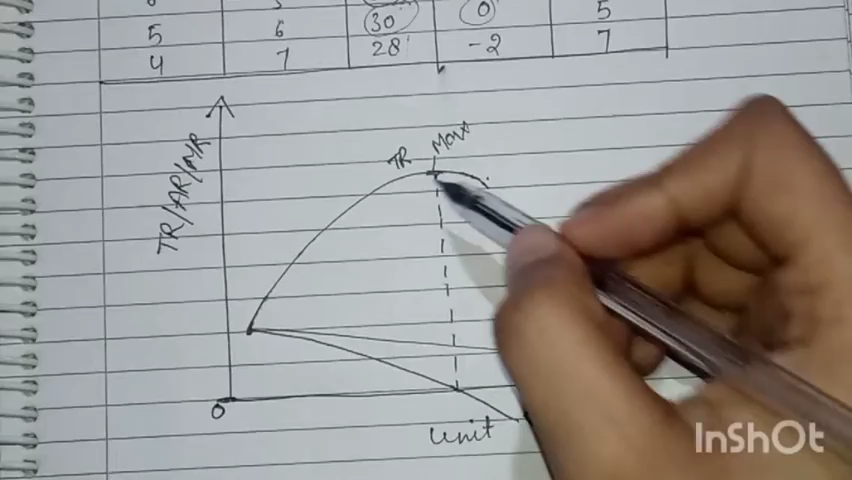 5 6 30 0 5
4 7 28 -2 7
TR/AR/MR
TR Max
0
Unit
InShOt